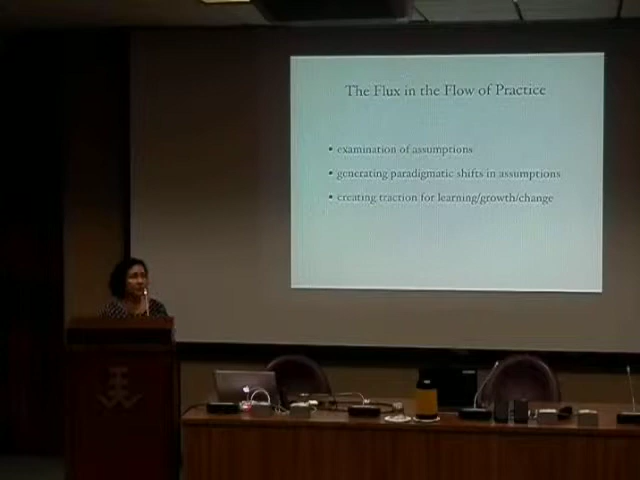 The Flux in the Flow of Practice
▪ examination of assumptions
▪ generating paradigmatic shifts in assumptions
▪ creating traction for learning/growth/change